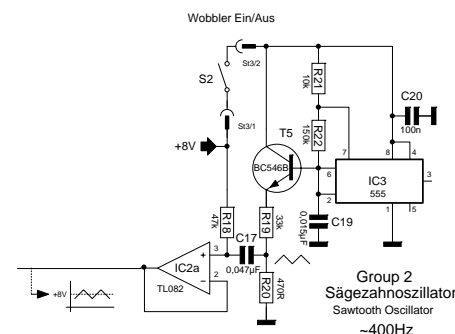 Wobbler Ein/Aus
St3/2
S2
R21
10k
C20
100n
St3/1
T5
R22
150k
+8V
BC546B
7
8
4
6
2
IC3
555
3
1
5
R18
47k
R19
33k
C19
0,015µF
C17
0,047µF
3
+
IC2a
-
2
TL082
R20
470R
+8V
Group 2
Sägezahnoszillator
Sawtooth Oscillator
~400Hz